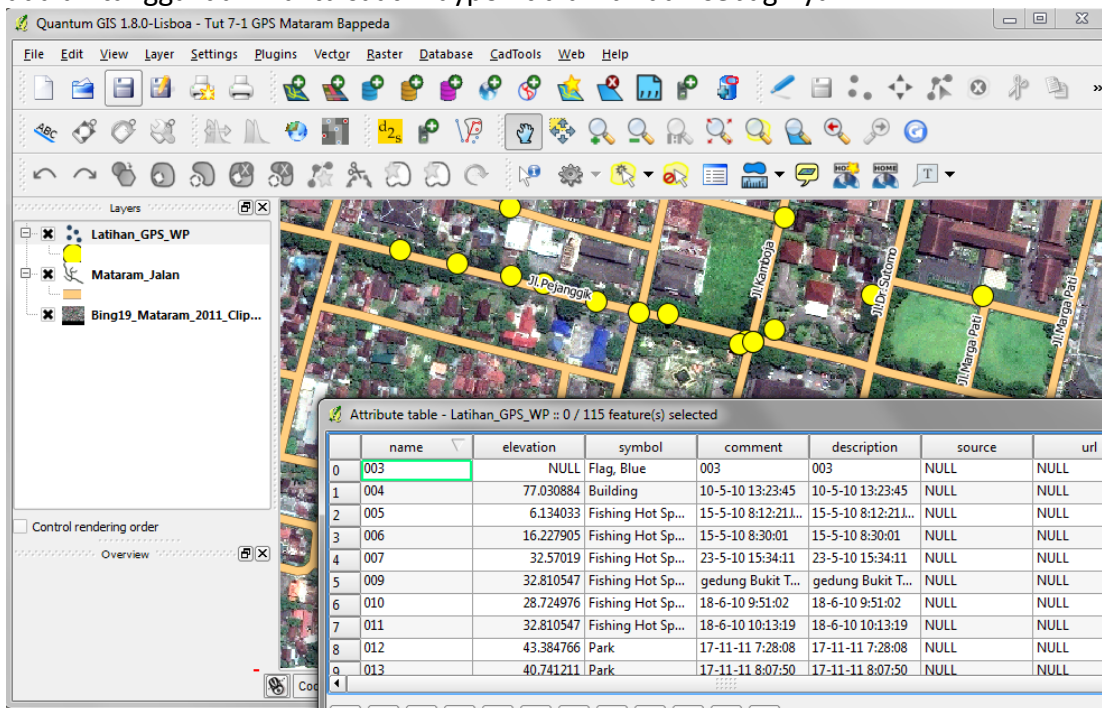 Quantum GIS 1.8.0-Lisboa - Tut 7-1 GPS Mataram Bappeda
File Edit View Layer Settings Plugins Vector Raster Database CadTools Web Help
Layers
Latihan_GPS_WP
Mataram_Jalan
Bing19_Mataram_2011_Clip...
Control rendering order
Overview
Jl.Pejanggik
Jl.Kamboja
Jl.Dr.Sutomo
Jl.Marga Pati
Jl.Marga Pati
Attribute table - Latihan_GPS_WP :: 0 / 115 feature(s) selected
name elevation symbol comment description source url
0 003 NULL Flag, Blue 003 003 NULL NULL
1 004 77.030884 Building 10-5-10 13:23:45 10-5-10 13:23:45 NULL NULL
2 005 6.134033 Fishing Hot Sp... 15-5-10 8:12:21J... 15-5-10 8:12:21J... NULL NULL
3 006 16.227905 Fishing Hot Sp... 15-5-10 8:30:01 15-5-10 8:30:01 NULL NULL
4 007 32.57019 Fishing Hot Sp... 23-5-10 15:34:11 23-5-10 15:34:11 NULL NULL
5 009 32.810547 Fishing Hot Sp... gedung Bukit T... gedung Bukit T... NULL NULL
6 010 28.724976 Fishing Hot Sp... 18-6-10 9:51:02 18-6-10 9:51:02 NULL NULL
7 011 32.810547 Fishing Hot Sp... 18-6-10 10:13:19 18-6-10 10:13:19 NULL NULL
8 012 43.384766 Park 17-11-11 7:28:08 17-11-11 7:28:08 NULL NULL
9 013 40.741211 Park 17-11-11 8:07:50 17-11-11 8:07:50 NULL NULL